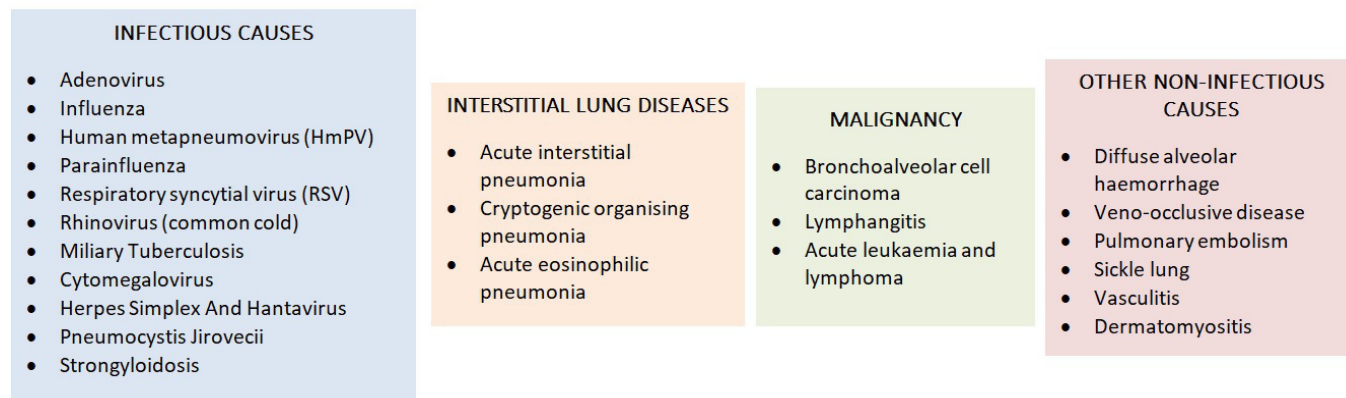 INFECTIOUS CAUSES
• Adenovirus
• Influenza
• Human metapneumovirus (HmPV)
• Parainfluenza
• Respiratory syncytial virus (RSV)
• Rhinovirus (common cold)
• Miliary Tuberculosis
• Cytomegalovirus
• Herpes Simplex And Hantavirus
• Pneumocystis Jirovecii
• Strongyloidosis
INTERSTITIAL LUNG DISEASES
• Acute interstitial
pneumonia
• Cryptogenic organising
pneumonia
• Acute eosinophilic
pneumonia
MALIGNANCY
• Bronchoalveolar cell
carcinoma
• Lymphangitis
• Acute leukaemia and
lymphoma
OTHER NON-INFECTIOUS
CAUSES
• Diffuse alveolar
haemorrhage
• Veno-occlusive disease
• Pulmonary embolism
• Sickle lung
• Vasculitis
• Dermatomyositis